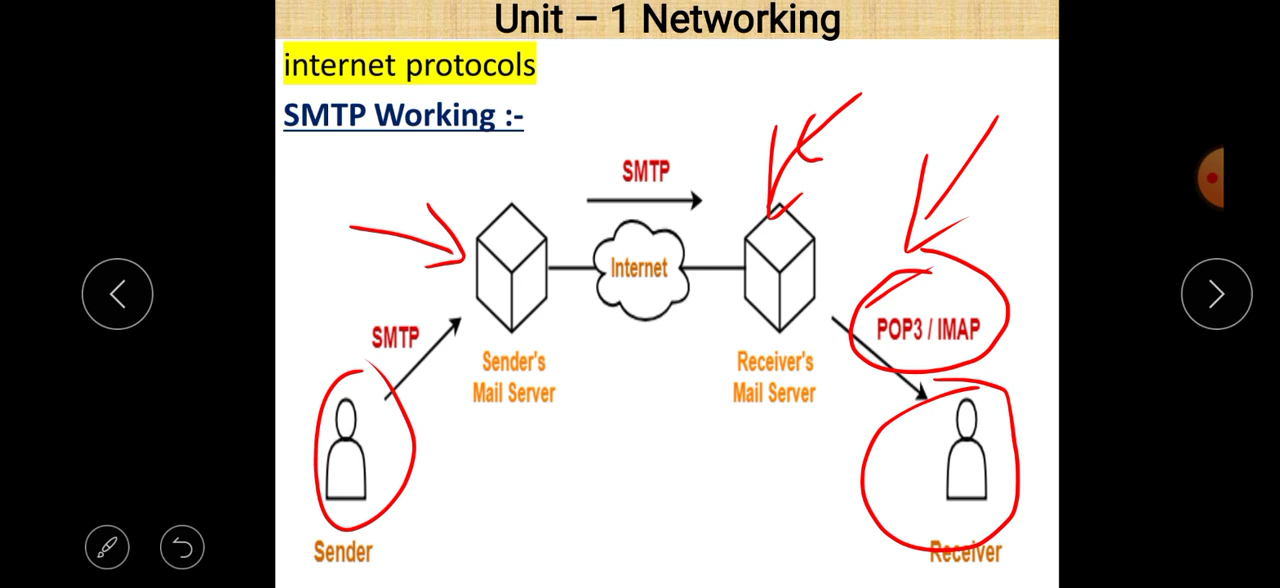 Unit – 1 Networking
internet protocols
SMTP Working :-
SMTP
Internet
SMTP
POP3 / IMAP
Sender's
Mail Server
Receiver's
Mail Server
Sender
Receiver